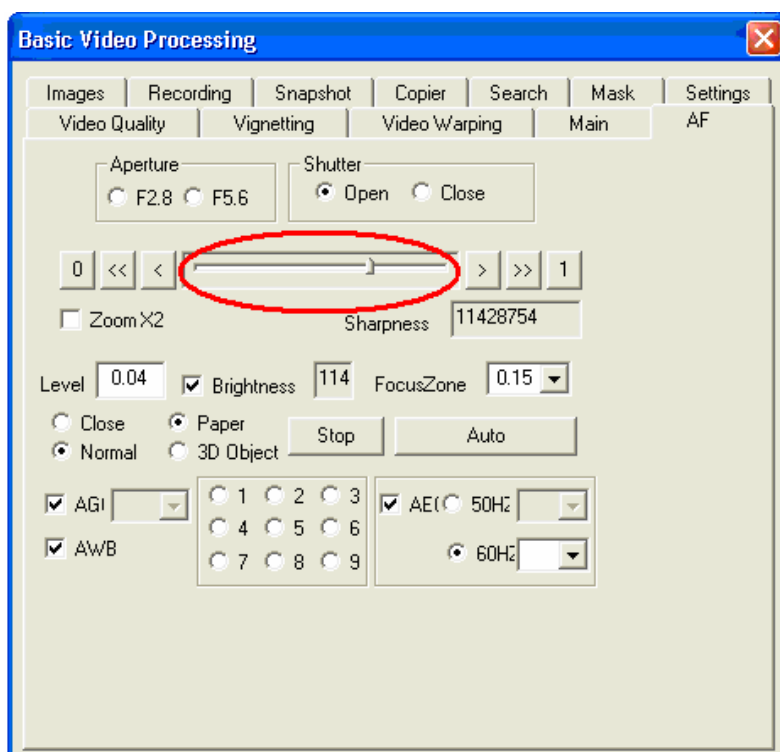 Basic Video Processing
Images Recording Snapshot Copier Search Mask Settings
Video Quality Vignetting Video Warping Main AF
Aperture Shutter
F2.8 F5.6 Open Close
0 << < > >> 1
Zoom X2 Sharpness 11428754
Level 0.04 Brightness 114 FocusZone 0.15
Close Paper
Normal 3D Object Stop Auto
AG 1 2 3 AE( 50HZ
4 5 6
AWB 7 8 9 60HZ